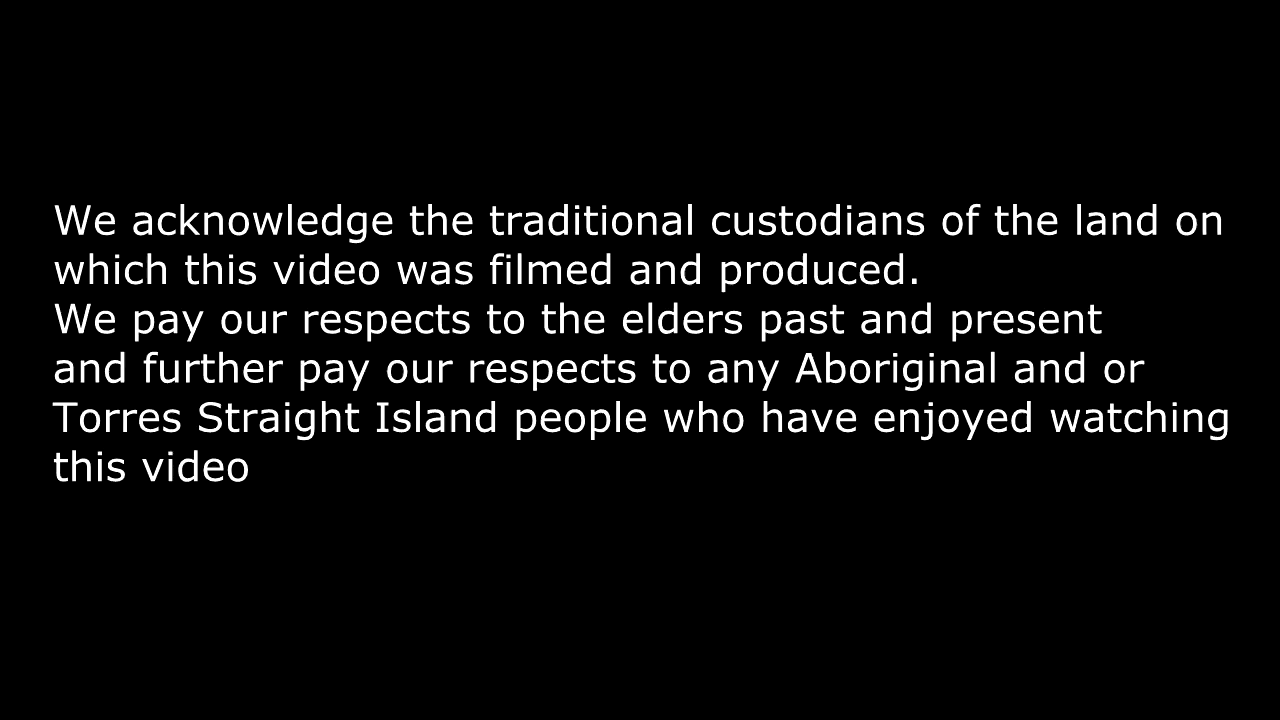 We acknowledge the traditional custodians of the land on
which this video was filmed and produced.
We pay our respects to the elders past and present
and further pay our respects to any Aboriginal and or
Torres Straight Island people who have enjoyed watching
this video